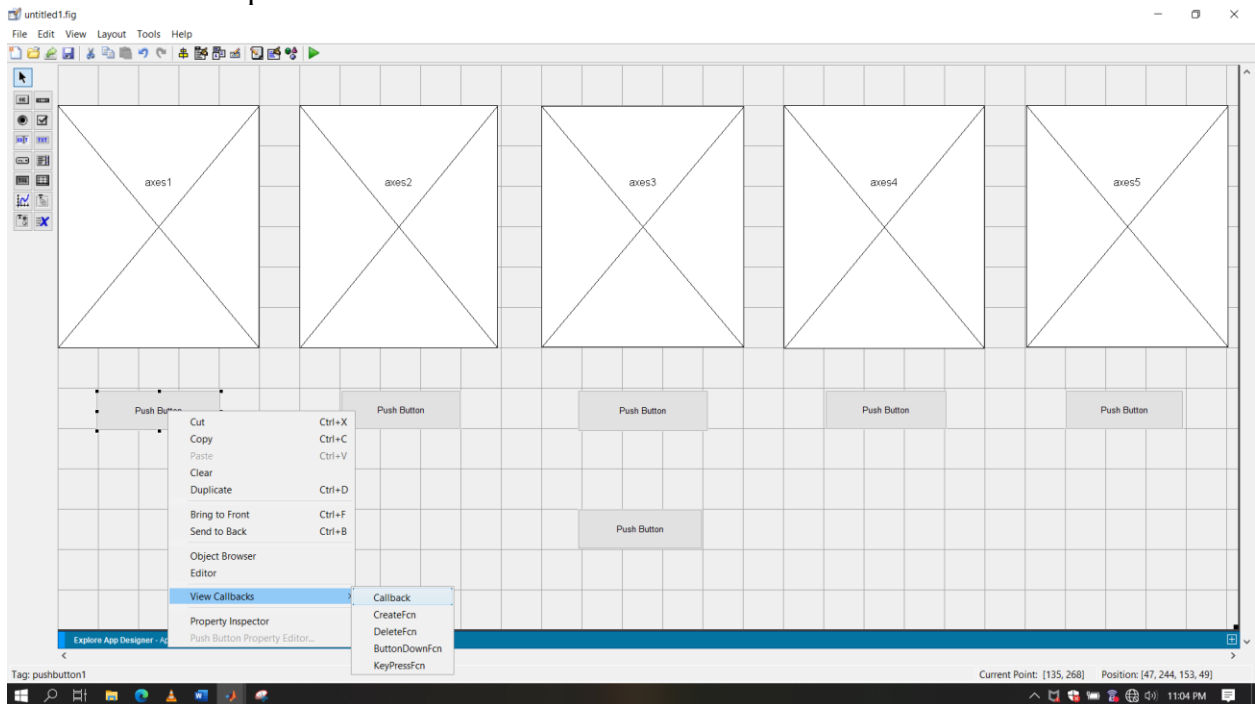 untitled1.fig
File Edit View Layout Tools Help
axes1
axes2
axes3
axes4
axes5
Push Button
Push Button
Push Button
Push Button
Cut Ctrl+X
Copy Ctrl+C
Paste Ctrl+V
Clear
Duplicate Ctrl+D
Bring to Front Ctrl+F
Send to Back Ctrl+B
Push Button
Object Browser
Editor
View Callbacks
Callback
CreateFcn
DeleteFcn
ButtonDownFcn
KeyPressFcn
Property Inspector
Push Button Property Editor...
Explore App Designer
Tag: pushbutton1
Current Point: [135, 268] Position: [47, 244, 153, 49]
11:04 PM